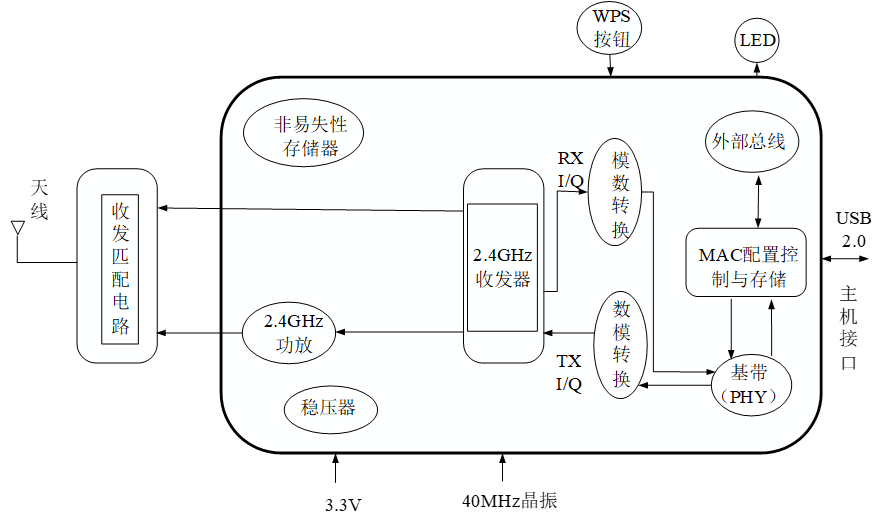 WPS
按钮
LED
非易失性
存储器
外部总线
RX
I/Q
模数转换
天线
收发匹配电路
2.4GHz
收发器
MAC配置控
制与存储
USB
2.0
主机接口
2.4GHz
功放
数模转换
TX
I/Q
基带
（PHY）
稳压器
3.3V
40MHz晶振